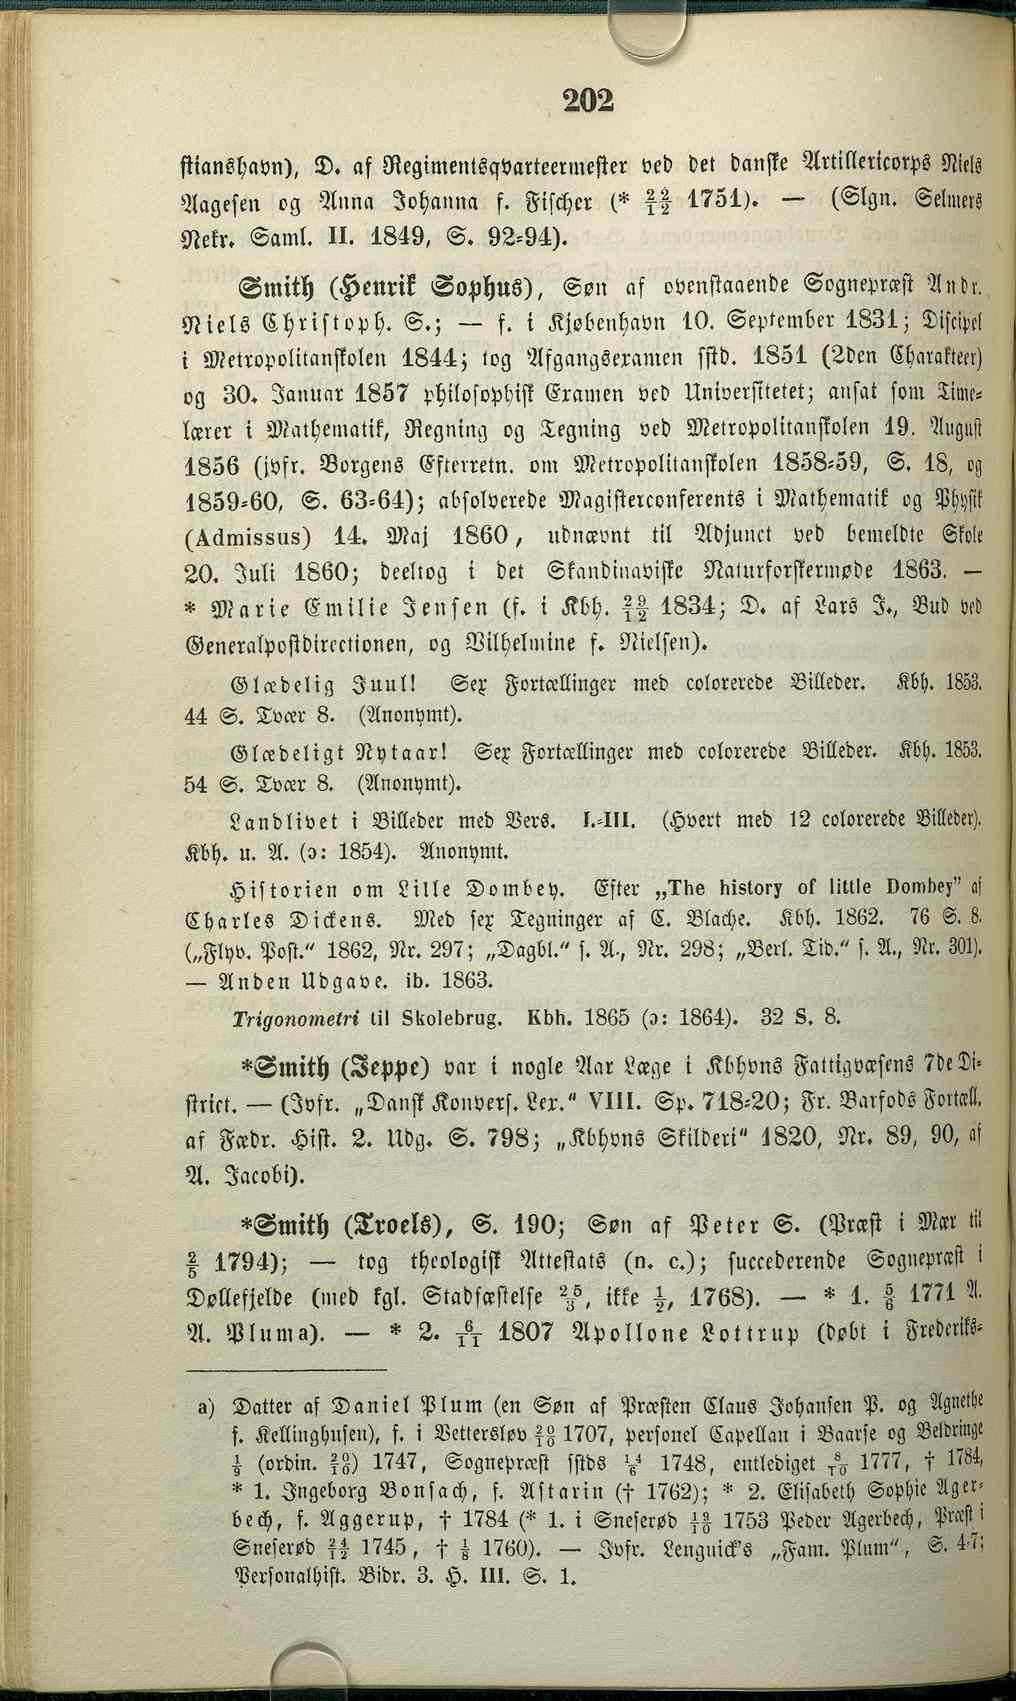 202
stianshavn), D. af Regimentsqvarteermester ved det danske Artillericorps Niels
Aagesen og Anna Johanna f. Fischer (* 22/12 1751). — (Slgn. Selmers
Nekr. Saml. II. 1849, S. 92-94).
Smith (Henrik Sophus), Søn af ovenstaaende Sognepræst Andr.
Niels Christoph. S.; — f. i Kjøbenhavn 10. September 1831; Discipel
i Metropolitanskolen 1844; tog Afgangsexamen sstd. 1851 (2den Charakteer)
og 30. Januar 1857 philosophisk Examen ved Universitetet; ansat som Time-
lærer i Mathematik, Regning og Tegning ved Metropolitanskolen 19. August
1856 (jvfr. Borgens Efterretn. om Metropolitanskolen 1858-59, S. 18, og
1859-60, S. 63-64); absolverede Magisterconferents i Mathematik og Physik
(Admissus) 14. Maj 1860, udnævnt til Adjunct ved bemeldte Skole
20. Juli 1860; deeltog i det Skandinaviske Naturforskermøde 1863. —
* Marie Emilie Jensen (f. i Kbh. 29/12 1834; D. af Lars J., Bud ved
Generalpostdirectionen, og Vilhelmine f. Nielsen).
Glædelig Juul! Sex Fortællinger med colorerede Billeder. Kbh. 1853.
44 S. Tvær 8. (Anonymt).
Glædeligt Nytaar! Sex Fortællinger med colorerede Billeder. Kbh. 1853.
54 S. Tvær 8. (Anonymt).
Landlivet i Billeder med Vers. I.-III. (Hvert med 12 colorerede Billeder).
Kbh. u. A. (ɔ: 1854). Anonymt.
Historien om Lille Dombey. Efter „The history of little Dombey" af
Charles Dickens. Med sex Tegninger af C. Blache. Kbh. 1862. 76 S. 8.
(„Flyv. Post.“ 1862, Nr. 297; „Dagbl.“ s. A., Nr. 298; „Berl. Tid.“ s. A., Nr. 301).
— Anden Udgave. ib. 1863.
Trigonometri til Skolebrug. Kbh. 1865 (ɔ: 1864). 32 S. 8.
*Smith (Jeppe) var i nogle Aar Læge i Kbhvns Fattigvæsens 7de Di-
strict. — (Jvfr. „Dansk Konvers. Lex.“ VIII. Sp. 718-20; Fr. Barfods Fortæll.
af Fædr. Hist. 2. Udg. S. 798; „Kbhvns Skilderi“ 1820, Nr. 89, 90, af
A. Jacobi).
*Smith (Troels), S. 190; Søn af Peter S. (Præst i Mær til
2/5 1794); — tog theologisk Attestats (n. c.); succederende Sognepræst i
Døllefjelde (med kgl. Stadfæstelse 25/3, ikke 1/2, 1768). — * 1. 5/6 1771 A.
A. Pluma). — * 2. 6/11 1807 Apollone Lottrup (døbt i Frederiks-
a) Datter af Daniel Plum (en Søn af Præsten Claus Johansen P. og Agnethe
f. Kellinghusen), f. i Vettersløv 20/10 1707, personel Capellan i Baarse og Beldringe
1/9 (ordin. 20/10) 1747, Sognepræst sstds 14/6 1748, entlediget 8/10 1777, † 1784,
* 1. Ingeborg Bonsach, f. Astarin († 1762); * 2. Elisabeth Sophie Ager-
bech, f. Aggerup, † 1784 (* 1. i Sneserød 19/10 1753 Peder Agerbech, Præst i
Sneserød 24/12 1745, † 1/8 1760). — Jvfr. Lengnick's „Fam. Plum“, S. 4-7;
Personalhist. Bidr. 3. H. III. S. 1.